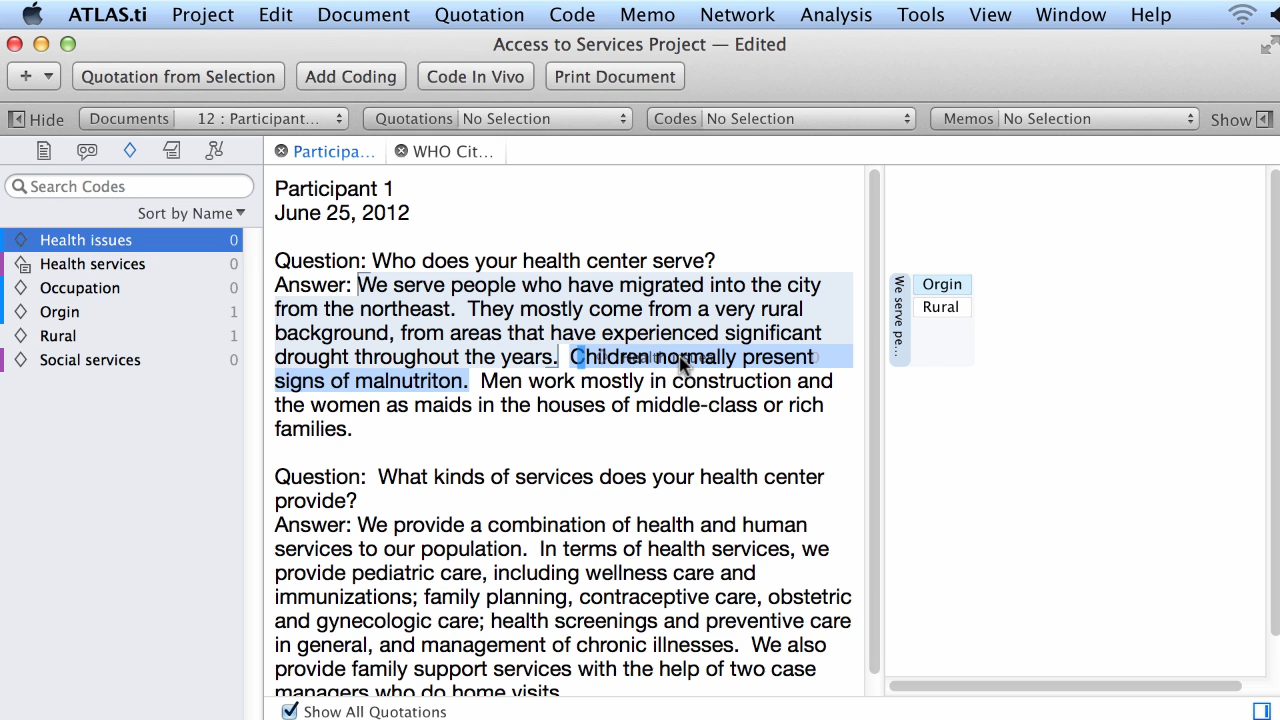 ATLAS.ti Project Edit Document Quotation Code Memo Network Analysis Tools View Window Help
Access to Services Project — Edited
+ Quotation from Selection Add Coding Code In Vivo Print Document
Hide Documents 12 : Participant... Quotations No Selection Codes No Selection Memos No Selection Show
Participa... WHO Cit...
Search Codes
Sort by Name
Health issues 0
Health services 0
Occupation 0
Orgin 1
Rural 1
Social services 0
Participant 1
June 25, 2012
Question: Who does your health center serve?
Answer: We serve people who have migrated into the city
from the northeast. They mostly come from a very rural
background, from areas that have experienced significant
drought throughout the years. Children normally present
signs of malnutriton. Men work mostly in construction and
the women as maids in the houses of middle-class or rich
families.
Question: What kinds of services does your health center
provide?
Answer: We provide a combination of health and human
services to our population. In terms of health services, we
provide pediatric care, including wellness care and
immunizations; family planning, contraceptive care, obstetric
and gynecologic care; health screenings and preventive care
in general, and management of chronic illnesses. We also
provide family support services with the help of two case
managers who do home visits.
We serve pe...
Orgin
Rural
Show All Quotations